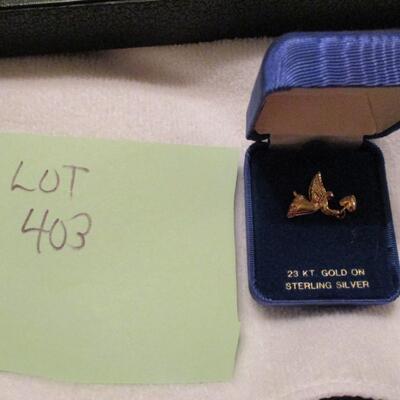 LOT
403
23 KT. GOLD ON
STERLING SILVER